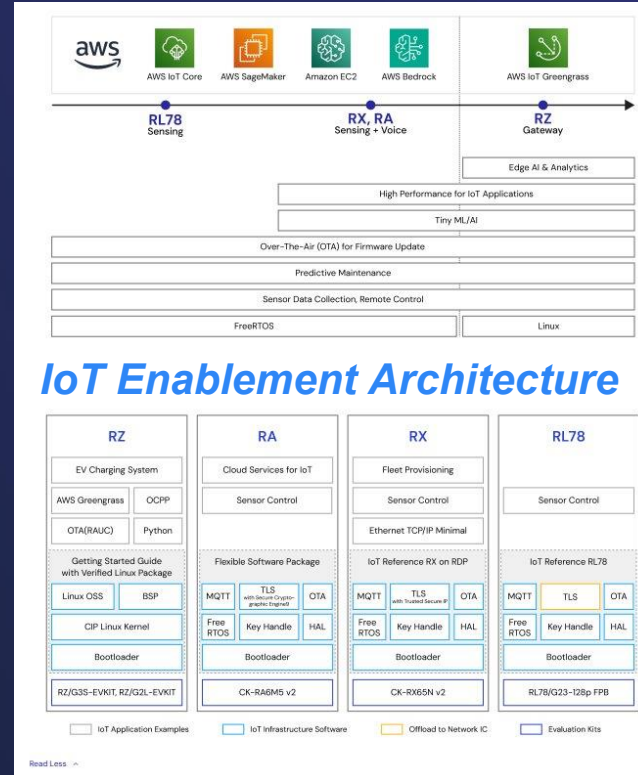 aws
AWS IoT Core
AWS SageMaker
Amazon EC2
AWS Bedrock
AWS IoT Greengrass
RL78
Sensing
RX, RA
Sensing + Voice
RZ
Gateway
Edge AI & Analytics
High Performance for IoT Applications
Tiny ML/AI
Over-The-Air (OTA) for Firmware Update
Predictive Maintenance
Sensor Data Collection, Remote Control
FreeRTOS
Linux
IoT Enablement Architecture
RZ
EV Charging System
AWS Greengrass
OCPP
OTA(RAUC)
Python
Getting Started Guide
with Verified Linux Package
Linux OSS
BSP
CIP Linux Kernel
Bootloader
RZ/G3S-EVKIT, RZ/G2L-EVKIT
RA
Cloud Services for IoT
Sensor Control
Flexible Software Package
MQTT
TLS
with Secure Crypto-
graphic Engine9
OTA
Free
RTOS
Key Handle
HAL
Bootloader
CK-RA6M5 v2
RX
Fleet Provisioning
Sensor Control
Ethernet TCP/IP Minimal
IoT Reference RX on RDP
MQTT
TLS
with Trusted Secure IP
OTA
Free
RTOS
Key Handle
HAL
Bootloader
CK-RX65N v2
RL78
Sensor Control
IoT Reference RL78
MQTT
TLS
OTA
Free
RTOS
Key Handle
HAL
Bootloader
RL78/G23-128p FPB
IoT Application Examples
IoT Infrastructure Software
Offload to Network IC
Evaluation Kits
Read Less